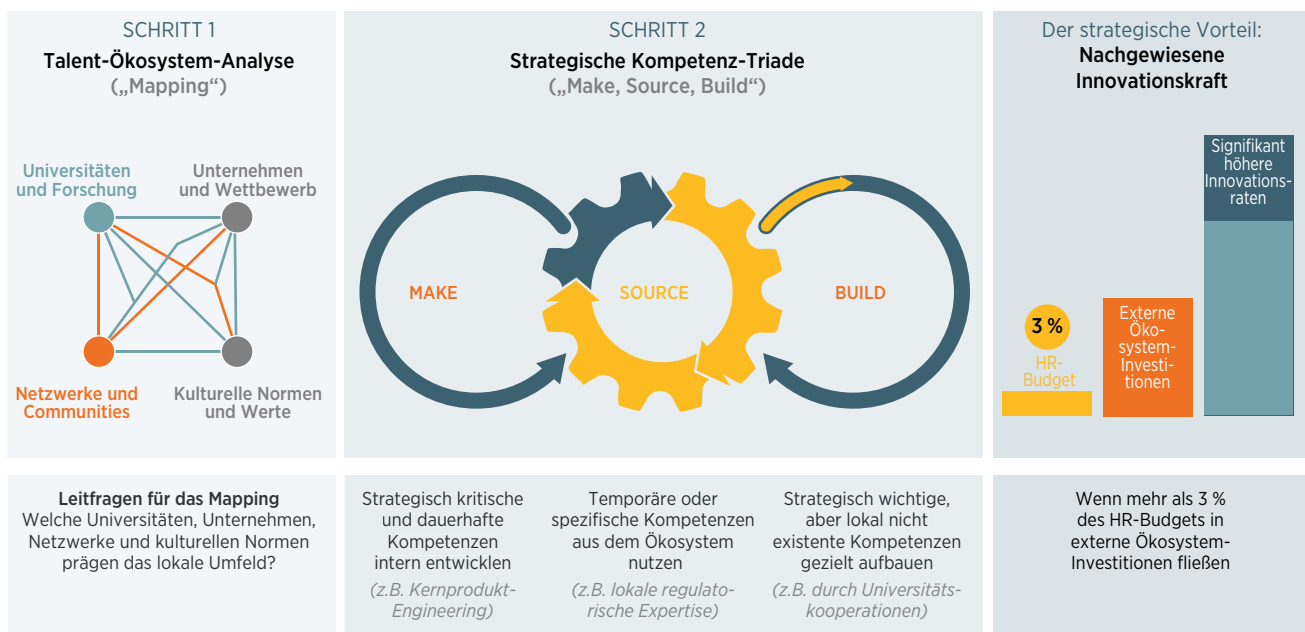 SCHRITT 1
Talent-Ökosystem-Analyse
(„Mapping“)
Universitäten
und Forschung
Unternehmen
und Wettbewerb
Netzwerke und
Communities
Kulturelle Normen
und Werte
Leitfragen für das Mapping
Welche Universitäten, Unternehmen,
Netzwerke und kulturellen Normen
prägen das lokale Umfeld?
SCHRITT 2
Strategische Kompetenz-Triade
(„Make, Source, Build“)
MAKE
SOURCE
BUILD
Strategisch kritische
und dauerhafte
Kompetenzen
intern entwicklen
(z.B. Kernprodukt-
Engineering)
Temporäre oder
spezifische Kompetenzen
aus dem Ökosystem
nutzen
(z.B. lokale regulato-
rische Expertise)
Strategisch wichtige,
aber lokal nicht
existente Kompetenzen
gezielt aufbauen
(z.B. durch Universitäts-
kooperationen)
Der strategische Vorteil:
Nachgewiesene
Innovationskraft
3 %
HR-
Budget
Externe
Öko-
system-
Investi-
tionen
Signifikant
höhere
Innovations-
raten
Wenn mehr als 3 %
des HR-Budgets in
externe Ökosystem-
Investitionen fließen